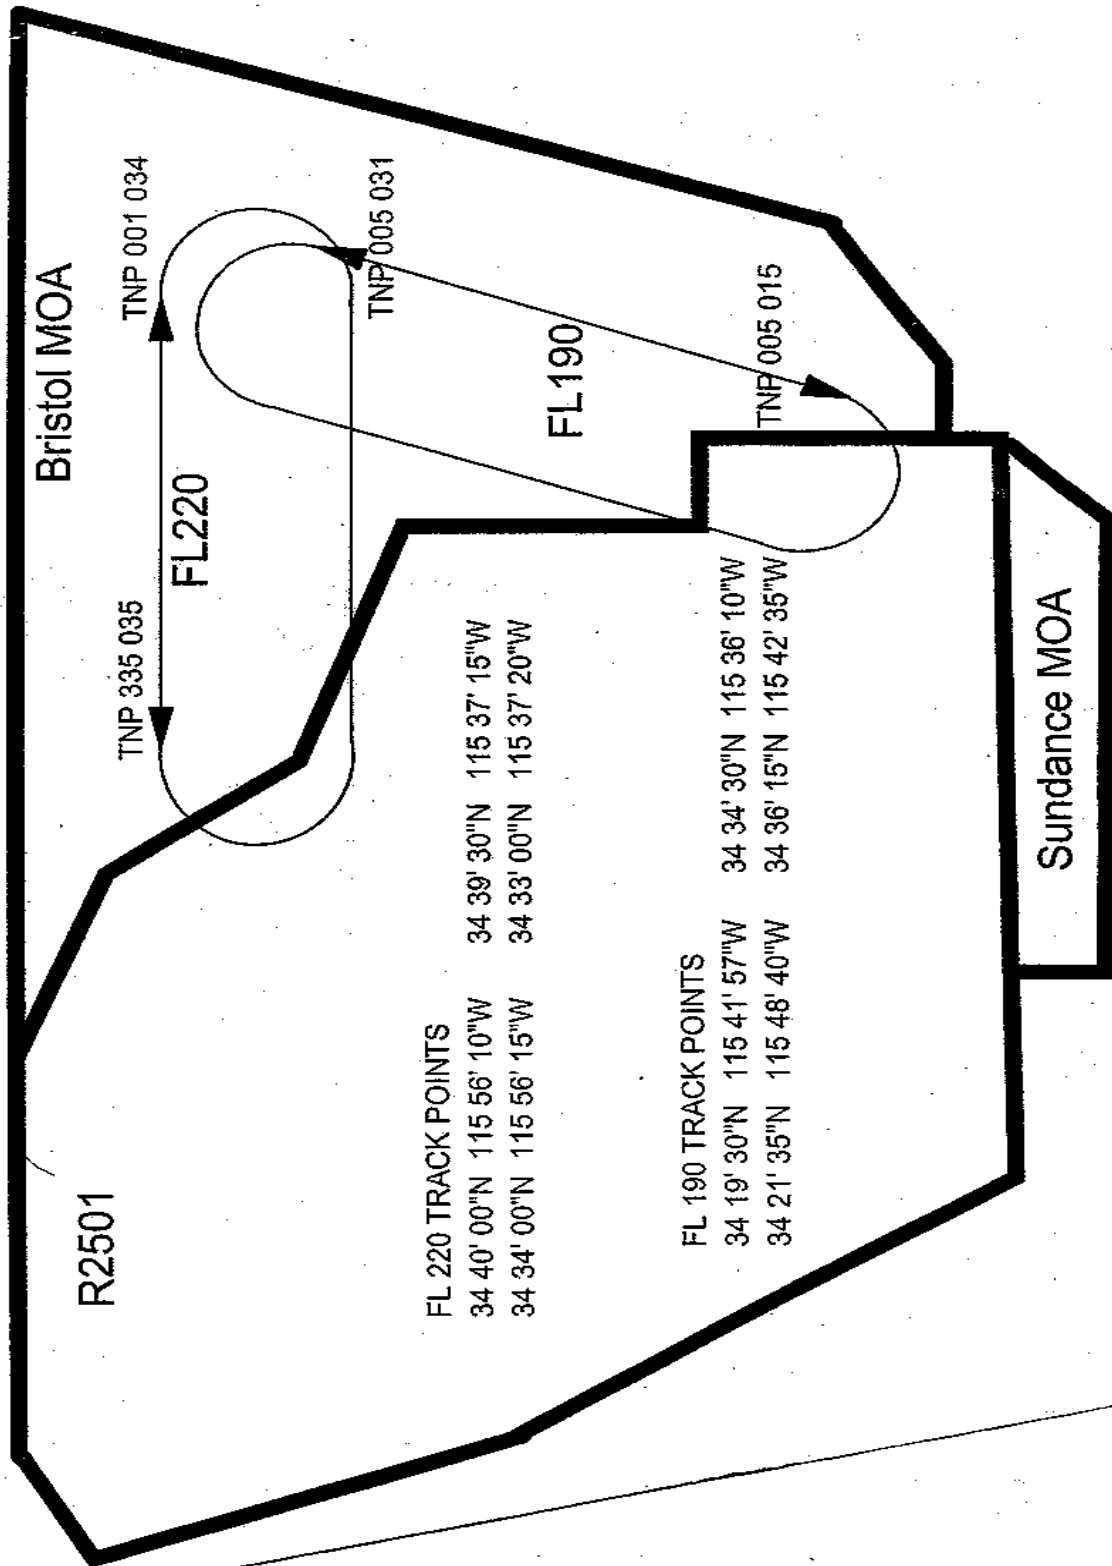 Bristol MOA
TNP 335 035
TNP 001 034
FL220
TNP 005 031
FL190
TNP 005 015
R2501
FL 220 TRACK POINTS
34 40' 00"N 115 56' 10"W 34 39' 30"N 115 37' 15"W
34 34' 00"N 115 56' 15"W 34 33' 00"N 115 37' 20"W
FL 190 TRACK POINTS
34 19' 30"N 115 41' 57"W 34 34' 30"N 115 36' 10"W
34 21' 35"N 115 48' 40"W 34 36' 15"N 115 42' 35"W
Sundance MOA